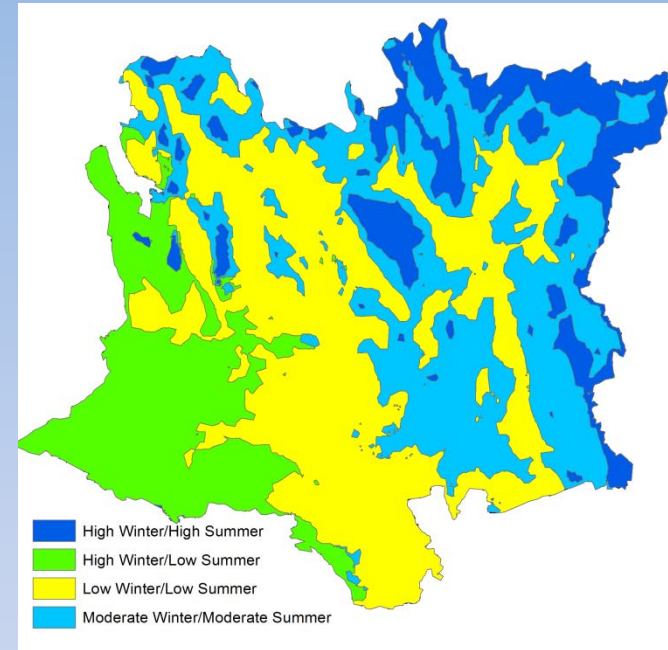 High Winter/High Summer
High Winter/Low Summer
Low Winter/Low Summer
Moderate Winter/Moderate Summer